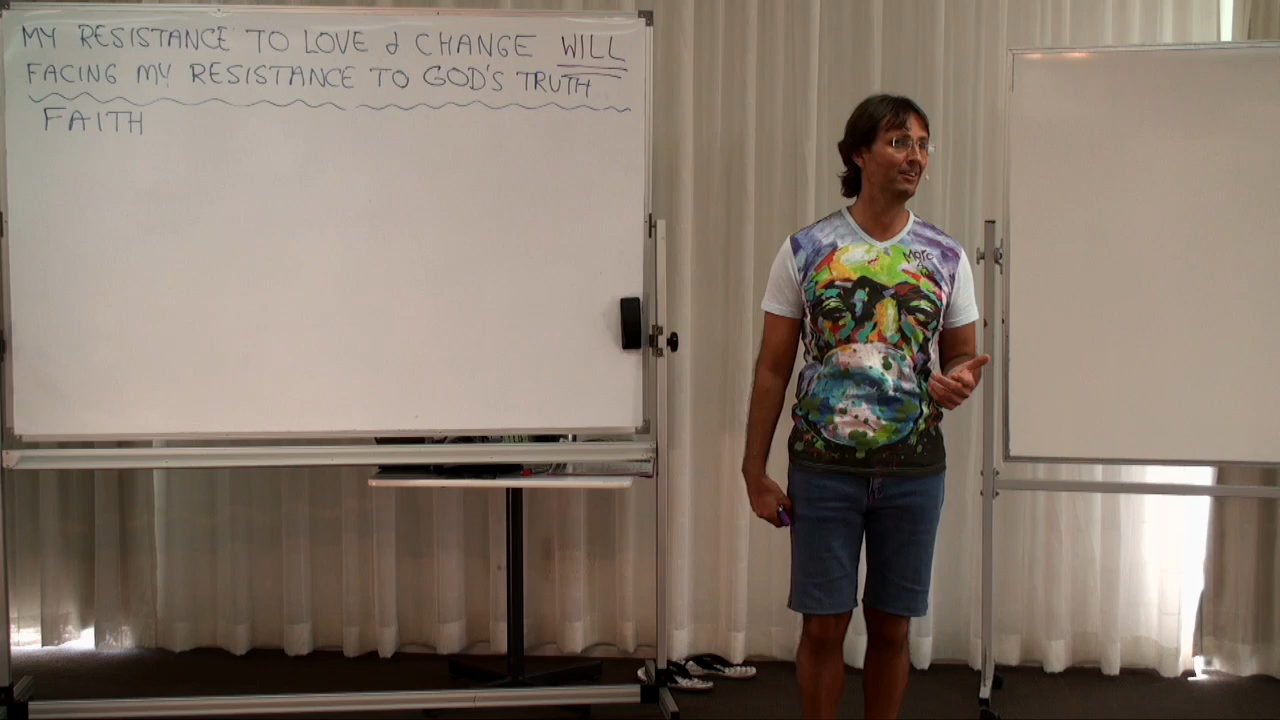 MY RESISTANCE TO LOVE & CHANGE WILL
FACING MY RESISTANCE TO GOD'S TRUTH
FAITH